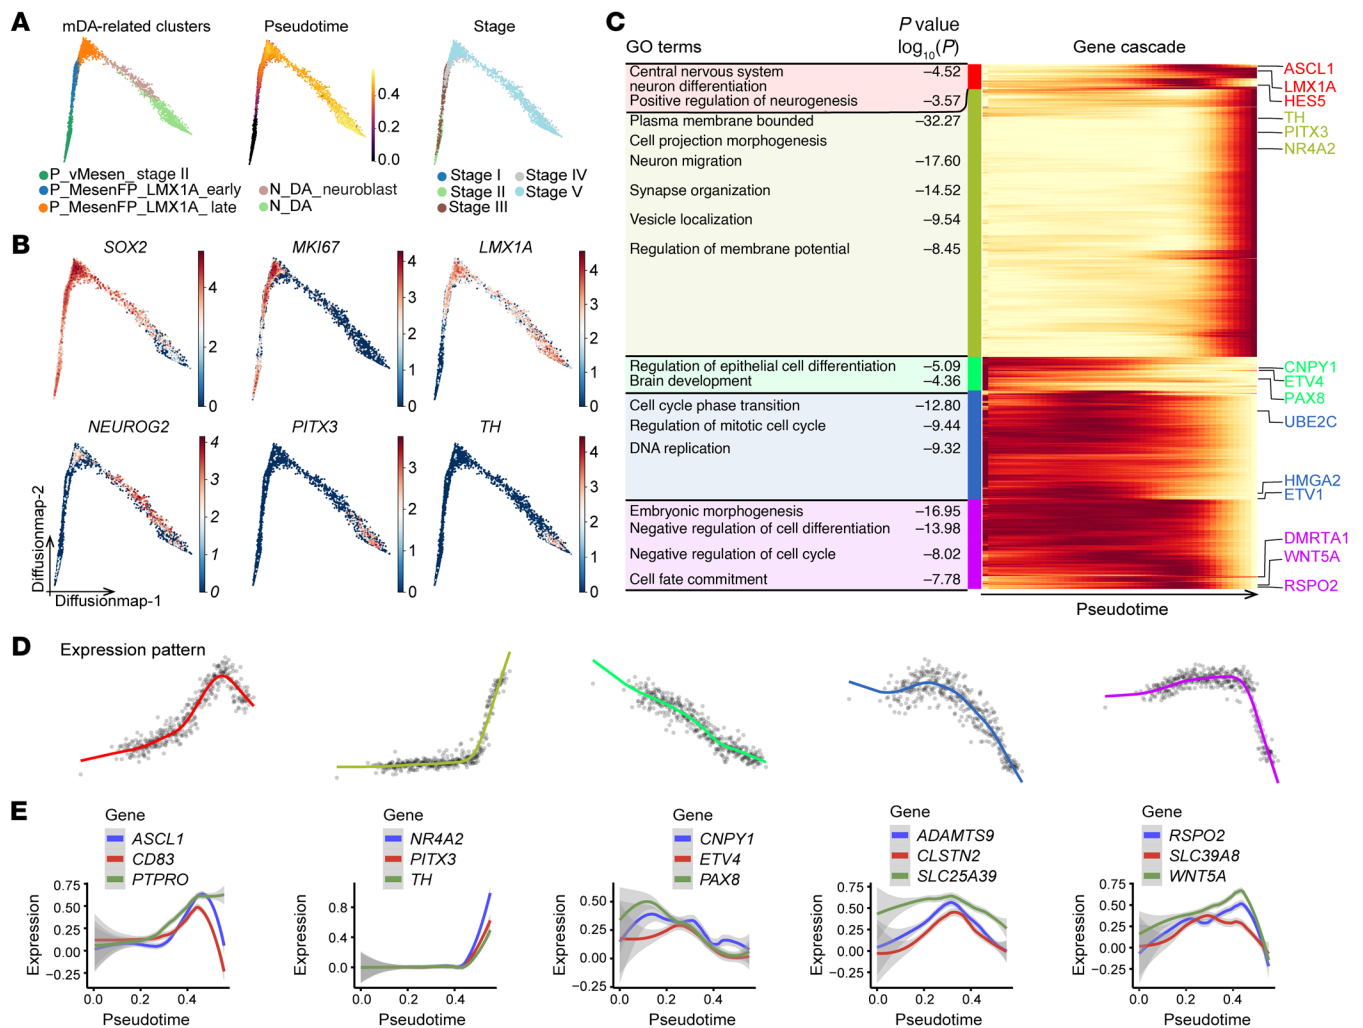 A
mDA-related clusters
Pseudotime
Stage
0.4
0.2
0.0
P_vMesen_stage II
P_MesenFP_LMX1A_early
P_MesenFP_LMX1A_late
N_DA_neuroblast
N_DA
Stage I
Stage II
Stage III
Stage IV
Stage V
B
SOX2
MKI67
LMX1A
4
2
0
4
3
2
1
0
4
3
2
1
0
NEUROG2
PITX3
TH
4
3
2
1
0
3
2
1
0
4
3
2
1
0
Diffusionmap-2
Diffusionmap-1
C
GO terms
P value
log10(P)
Gene cascade
Central nervous system
neuron differentiation
−4.52
Positive regulation of neurogenesis
−3.57
Plasma membrane bounded
−32.27
Cell projection morphogenesis
Neuron migration
−17.60
Synapse organization
−14.52
Vesicle localization
−9.54
Regulation of membrane potential
−8.45
Regulation of epithelial cell differentiation
−5.09
Brain development
−4.36
Cell cycle phase transition
−12.80
Regulation of mitotic cell cycle
−9.44
DNA replication
−9.32
Embryonic morphogenesis
−16.95
Negative regulation of cell differentiation
−13.98
Negative regulation of cell cycle
−8.02
Cell fate commitment
−7.78
ASCL1
LMX1A
HES5
TH
PITX3
NR4A2
CNPY1
ETV4
PAX8
UBE2C
HMGA2
ETV1
DMRTA1
WNT5A
RSPO2
Pseudotime
D
Expression pattern
E
Gene
ASCL1
CD83
PTPRO
Expression
0.75
0.50
0.25
0.00
−0.25
0.0
0.2
0.4
Pseudotime
Gene
NR4A2
PITX3
TH
Expression
0.8
0.4
0.0
0.0
0.2
0.4
Pseudotime
Gene
CNPY1
ETV4
PAX8
Expression
0.50
0.25
0.00
−0.25
0.0
0.2
0.4
Pseudotime
Gene
ADAMTS9
CLSTN2
SLC25A39
Expression
0.75
0.50
0.25
0.00
−0.25
0.0
0.2
0.4
Pseudotime
Gene
RSPO2
SLC39A8
WNT5A
Expression
0.75
0.50
0.25
0.00
−0.25
0.0
0.2
0.4
Pseudotime